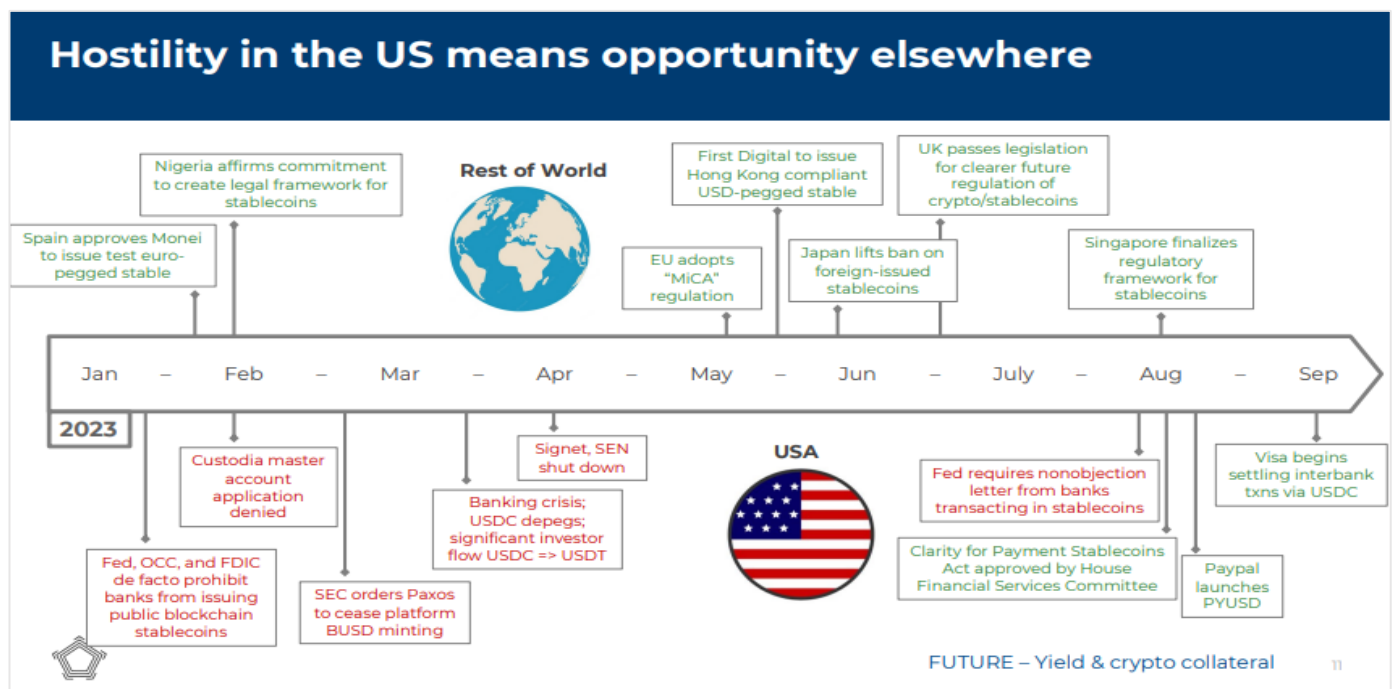 Hostility in the US means opportunity elsewhere
Nigeria affirms commitment
to create legal framework for
stablecoins
Spain approves Monei
to issue test euro-
pegged stable
Rest of World
First Digital to issue
Hong Kong compliant
USD-pegged stable
EU adopts
“MiCA”
regulation
UK passes legislation
for clearer future
regulation of
crypto/stablecoins
Japan lifts ban on
foreign-issued
stablecoins
Singapore finalizes
regulatory
framework for
stablecoins
Jan – Feb – Mar – Apr – May – Jun – July – Aug – Sep
2023
Fed, OCC, and FDIC
de facto prohibit
banks from issuing
public blockchain
stablecoins
Custodia master
account
application
denied
SEC orders Paxos
to cease platform
BUSD minting
Banking crisis;
USDC depegs;
significant investor
flow USDC => USDT
Signet, SEN
shut down
USA
Fed requires nonobjection
letter from banks
transacting in stablecoins
Clarity for Payment Stablecoins
Act approved by House
Financial Services Committee
Paypal
launches
PYUSD
Visa begins
settling interbank
txns via USDC
FUTURE – Yield & crypto collateral
11